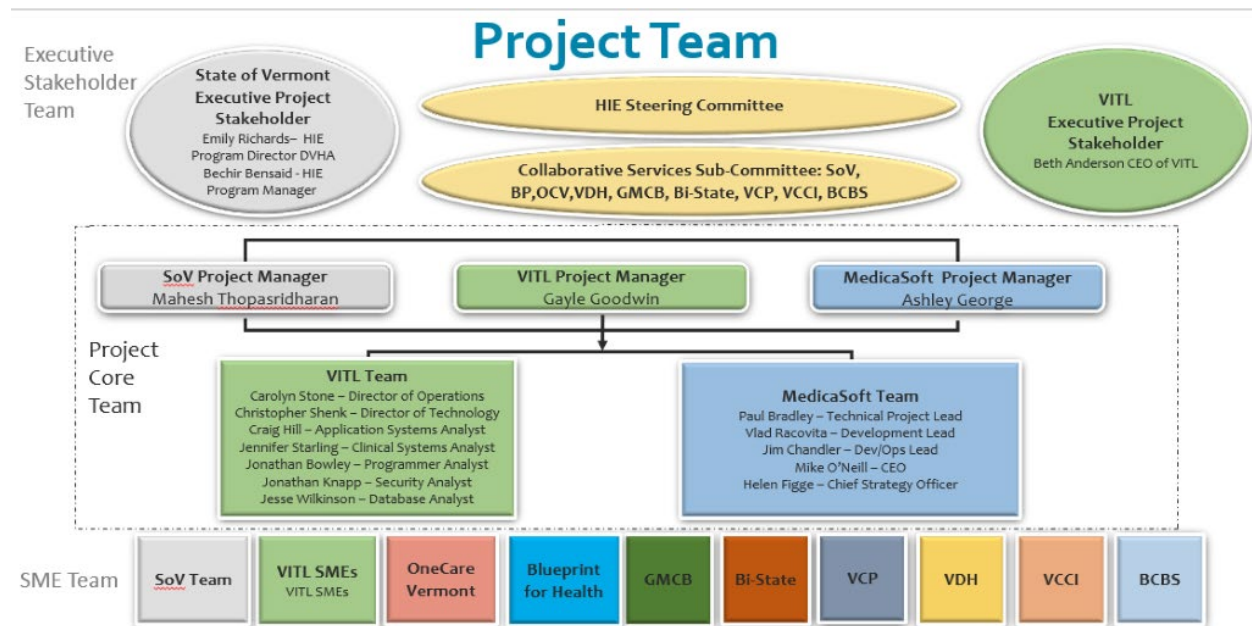 Project Team
Executive
Stakeholder
Team
State of Vermont
Executive Project
Stakeholder
Emily Richards– HIE
Program Director DVHA
Bechir Bensaid - HIE
Program Manager
HIE Steering Committee
Collaborative Services Sub-Committee: SoV,
BP,OCV,VDH, GMCB, Bi-State, VCP, VCCI, BCBS
VITL
Executive Project
Stakeholder
Beth Anderson CEO of VITL
Project
Core
Team
SoV Project Manager
Mahesh Thopasridharan
VITL Project Manager
Gayle Goodwin
MedicaSoft  Project Manager
Ashley George
VITL Team
Carolyn Stone – Director of Operations
Christopher Shenk – Director of Technology
Craig Hill – Application Systems Analyst
Jennifer Starling – Clinical Systems Analyst
Jonathan Bowley – Programmer Analyst
Jonathan Knapp – Security Analyst
Jesse Wilkinson – Database Analyst
MedicaSoft Team
Paul Bradley – Technical Project Lead
Vlad Racovita – Development Lead
Jim Chandler – Dev/Ops Lead
Mike O’Neill – CEO
Helen Figge – Chief Strategy Officer
SME Team
SoV Team
VITL SMEs
VITL SMEs
OneCare
Vermont
Blueprint
for Health
GMCB
Bi-State
VCP
VDH
VCCI
BCBS